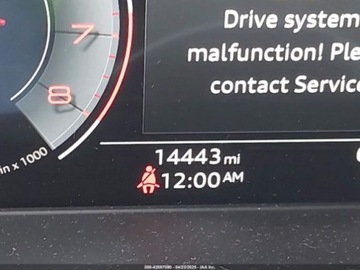 7
8
in x 1000
Drive system
malfunction! Ple
contact Service
14443 mi
12:00 AM